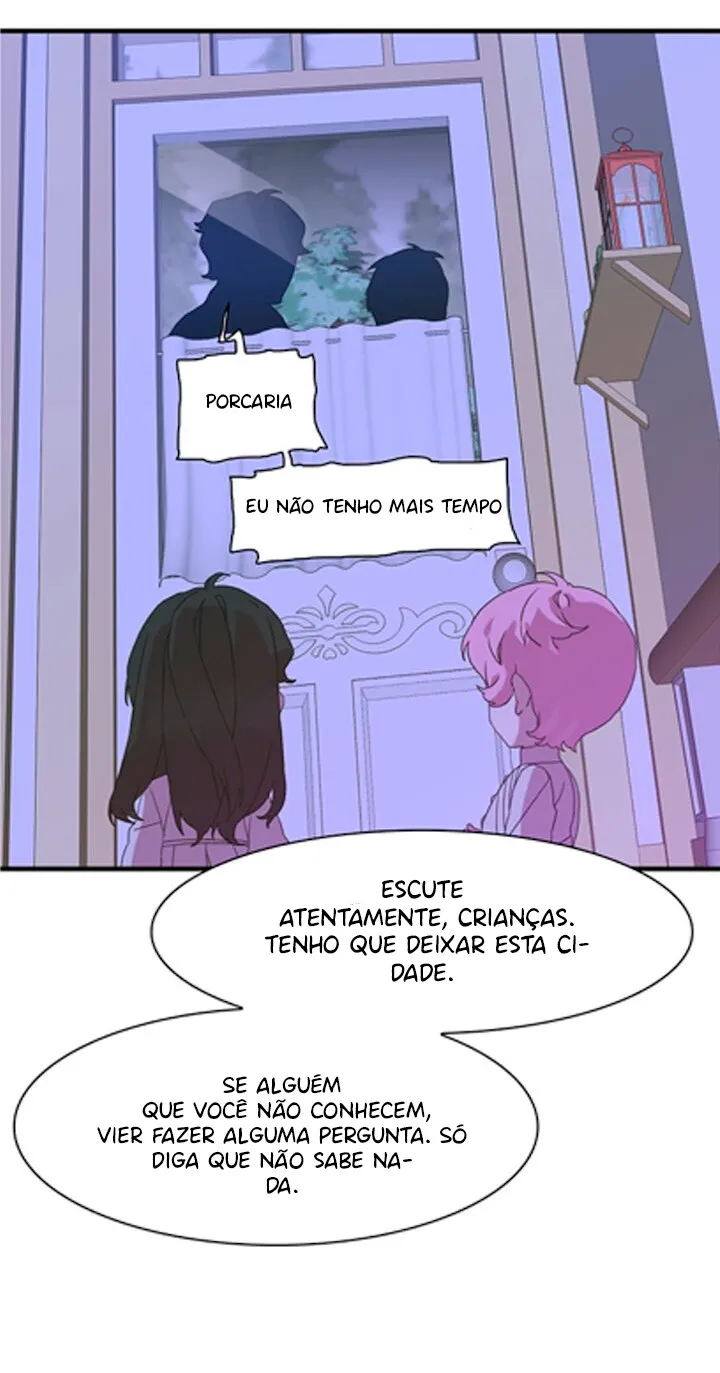 PORCARIA
EU NÃO TENHO MAIS TEMPO
ESCUTE
ATENTAMENTE, CRIANÇAS.
TENHO QUE DEIXAR ESTA CI-
DADE.
SE ALGUÉM
QUE VOCÊ NÃO CONHECEM,
VIER FAZER ALGUMA PERGUNTA. SÓ
DIGA QUE NÃO SABE NA-
DA.